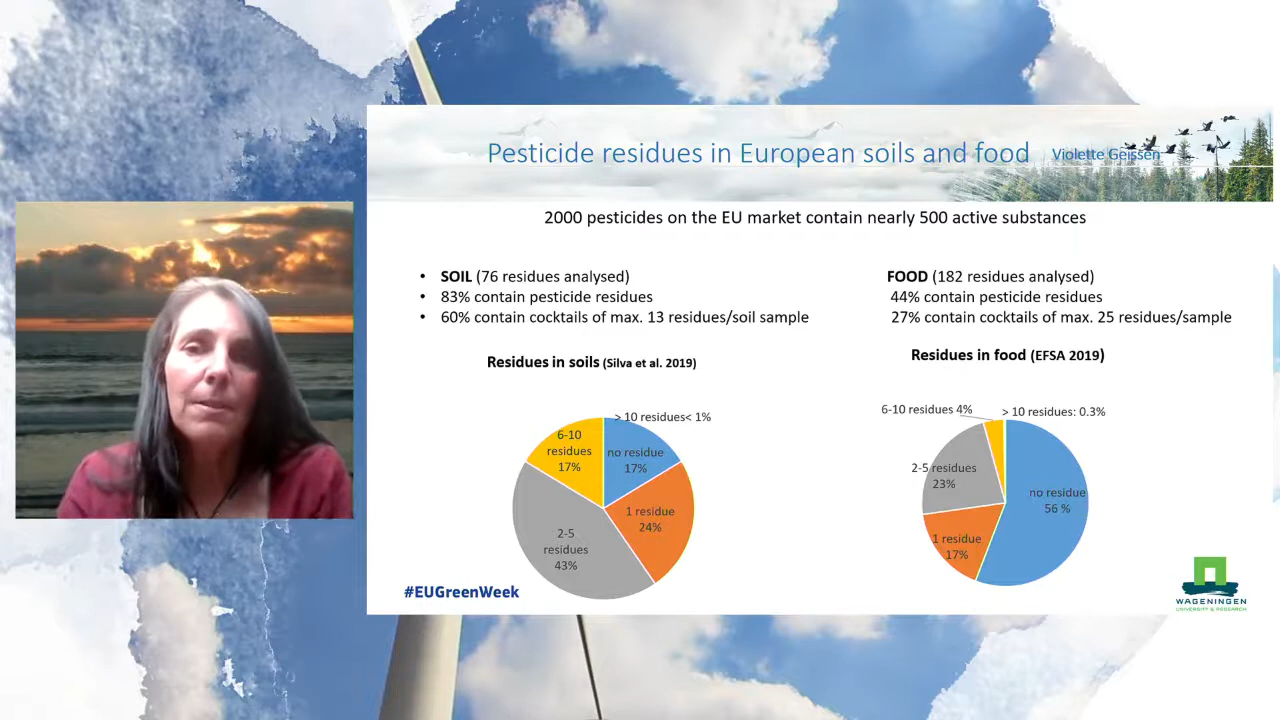 Pesticide residues in European soils and food
Violette Geissen
2000 pesticides on the EU market contain nearly 500 active substances
• SOIL (76 residues analysed)
• 83% contain pesticide residues
• 60% contain cocktails of max. 13 residues/soil sample
FOOD (182 residues analysed)
44% contain pesticide residues
27% contain cocktails of max. 25 residues/sample
Residues in soils (Silva et al. 2019)
> 10 residues< 1%
6-10
residues
17%
no residue
17%
1 residue
24%
2-5
residues
43%
Residues in food (EFSA 2019)
6-10 residues 4%
> 10 residues: 0.3%
2-5 residues
23%
no residue
56 %
1 residue
17%
#EUGreenWeek
WAGENINGEN
UNIVERSITY & RESEARCH